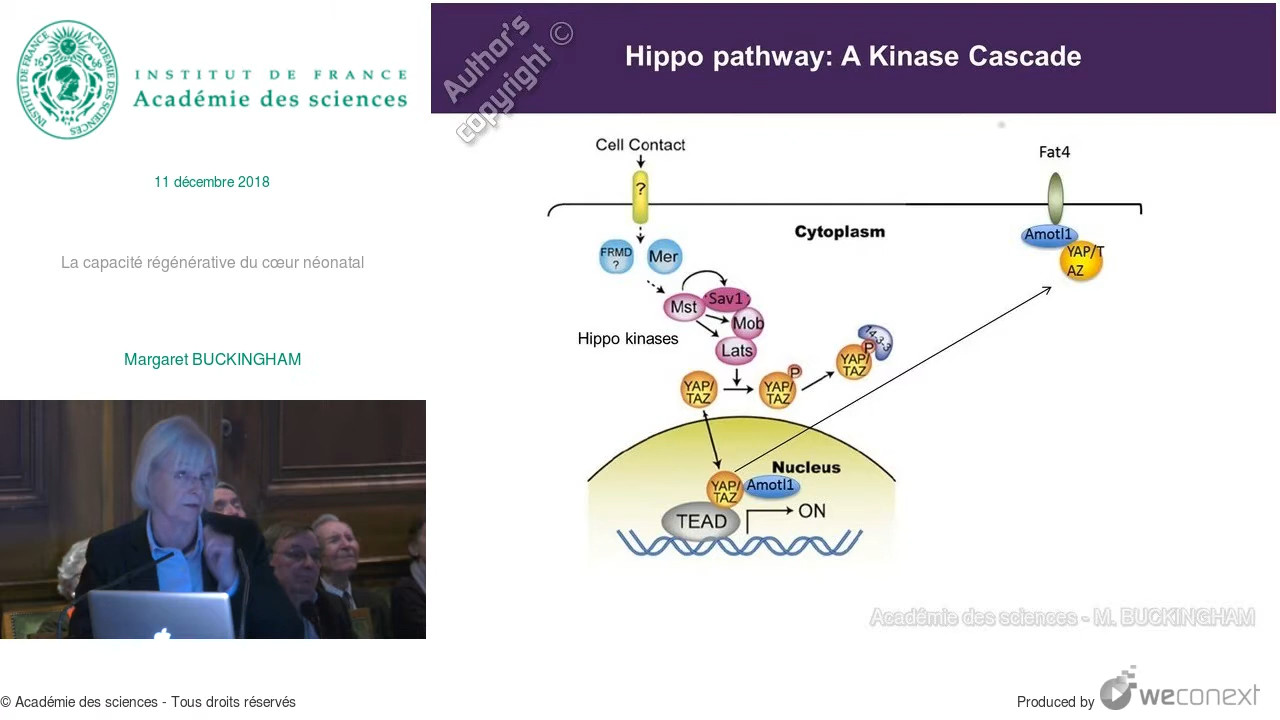 INSTITUT DE FRANCE
Académie des sciences
11 décembre 2018
La capacité régénérative du cœur néonatal
Margaret BUCKINGHAM
Author's
copyright ©
Hippo pathway: A Kinase Cascade
Cell Contact
?
Fat4
Cytoplasm
Amotl1
YAP/T
AZ
FRMD
?
Mer
Mst
Sav1
Mob
Hippo kinases
Lats
14-3-3
P
YAP/
TAZ
YAP/
TAZ
P
YAP/
TAZ
Nucleus
YAP/
TAZ
Amotl1
TEAD
ON
Académie des sciences - M. BUCKINGHAM
© Académie des sciences - Tous droits réservés
Produced by
weconext